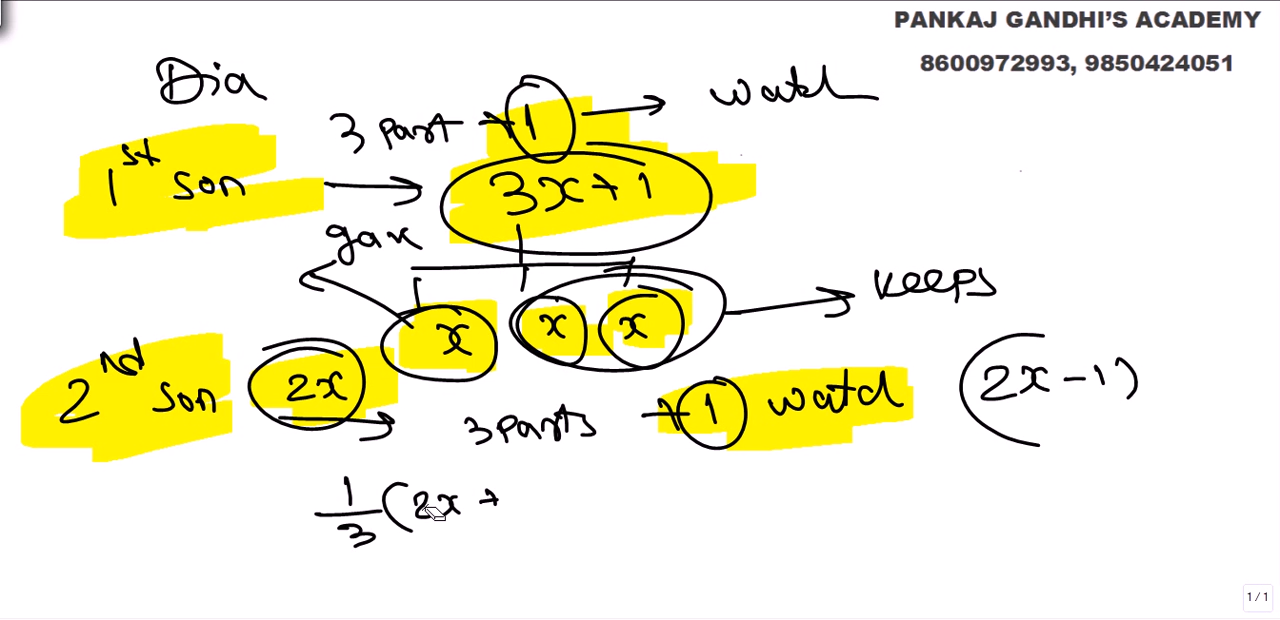 PANKAJ GANDHI'S ACADEMY
8600972993, 9850424051
Dia
3 part + 1 → watch
1st son → 3x+1
gax
x x x → keeps
2nd son 2x → 3 parts + 1 watch (2x-1)
1/3 (2x +
1 / 1